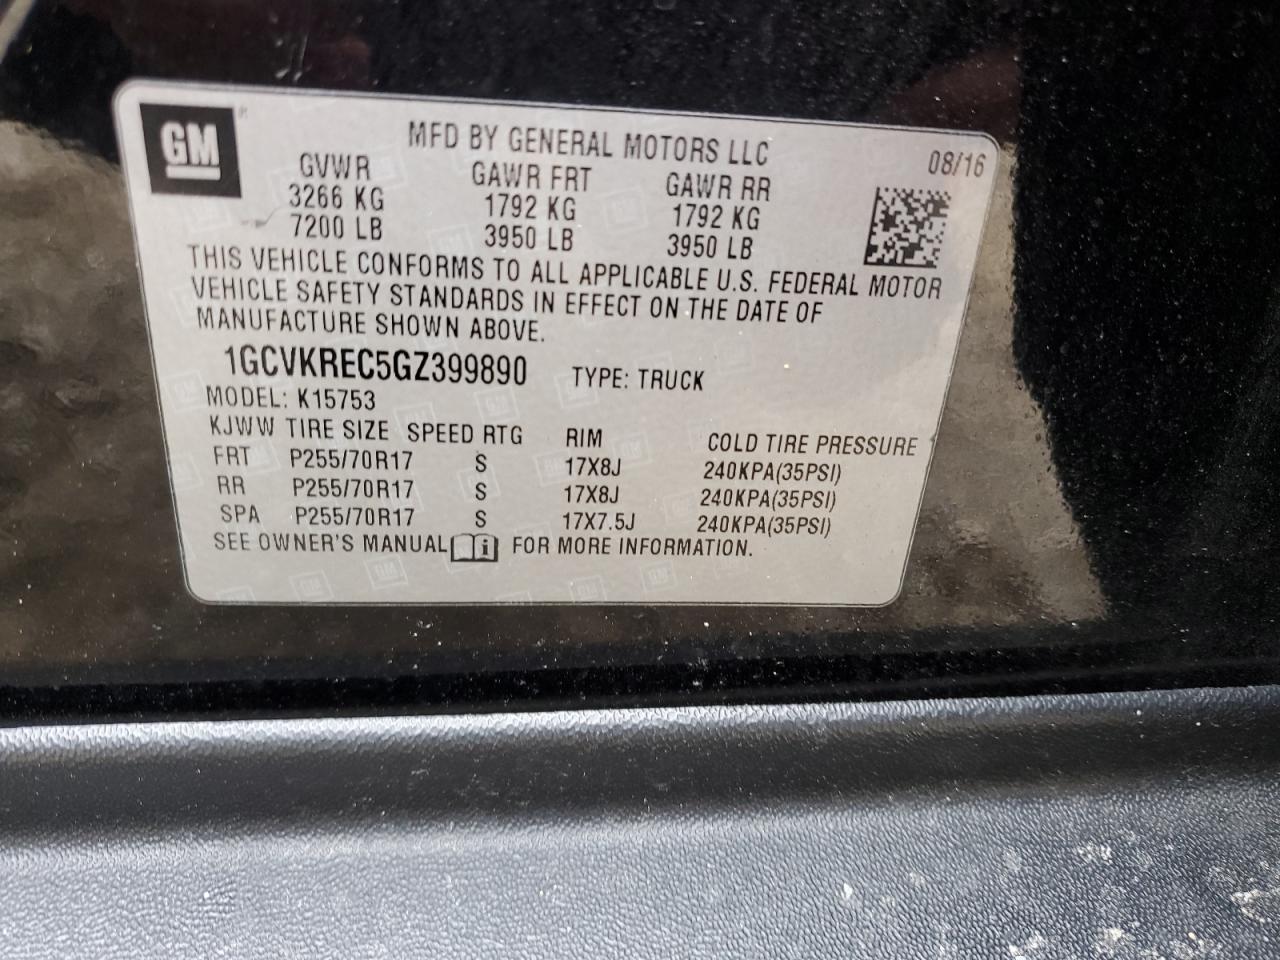 GM
MFD BY GENERAL MOTORS LLC 08/16
GVWR GAWR FRT GAWR RR
3266 KG 1792 KG 1792 KG
7200 LB 3950 LB 3950 LB
THIS VEHICLE CONFORMS TO ALL APPLICABLE U.S. FEDERAL MOTOR
VEHICLE SAFETY STANDARDS IN EFFECT ON THE DATE OF
MANUFACTURE SHOWN ABOVE.
1GCVKREC5GZ399890 TYPE: TRUCK
MODEL: K15753
KJWW TIRE SIZE SPEED RTG RIM COLD TIRE PRESSURE
FRT P255/70R17 S 17X8J 240KPA(35PSI)
RR P255/70R17 S 17X8J 240KPA(35PSI)
SPA P255/70R17 S 17X7.5J 240KPA(35PSI)
SEE OWNER'S MANUAL FOR MORE INFORMATION.